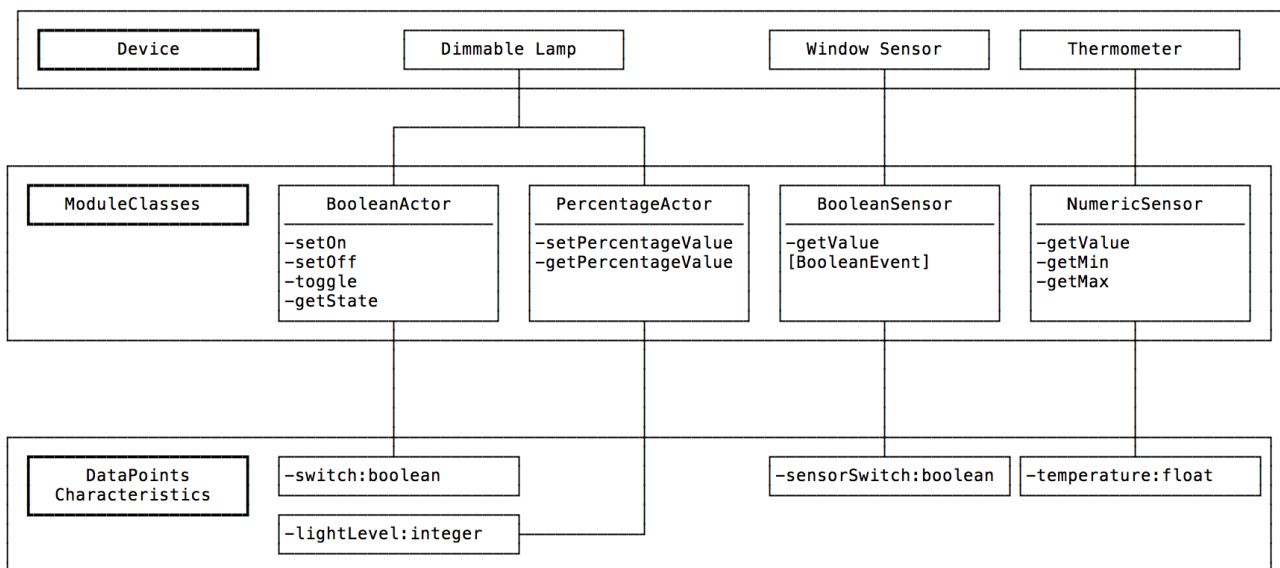 Device
Dimmable Lamp
Window Sensor
Thermometer
ModuleClasses
BooleanActor
-setOn
-setOff
-toggle
-getState
PercentageActor
-setPercentageValue
-getPercentageValue
BooleanSensor
-getValue
[BooleanEvent]
NumericSensor
-getValue
-getMin
-getMax
DataPoints
Characteristics
-switch:boolean
-lightLevel:integer
-sensorSwitch:boolean
-temperature:float